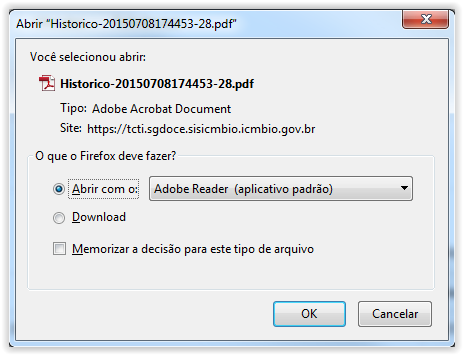 Abrir "Historico-20150708174453-28.pdf"
Você selecionou abrir:
Historico-20150708174453-28.pdf
Tipo: Adobe Acrobat Document
Site: https://tcti.sgdoce.sisicmbio.icmbio.gov.br
O que o Firefox deve fazer?
Abrir com o: Adobe Reader (aplicativo padrão)
Download
Memorizar a decisão para este tipo de arquivo
OK Cancelar